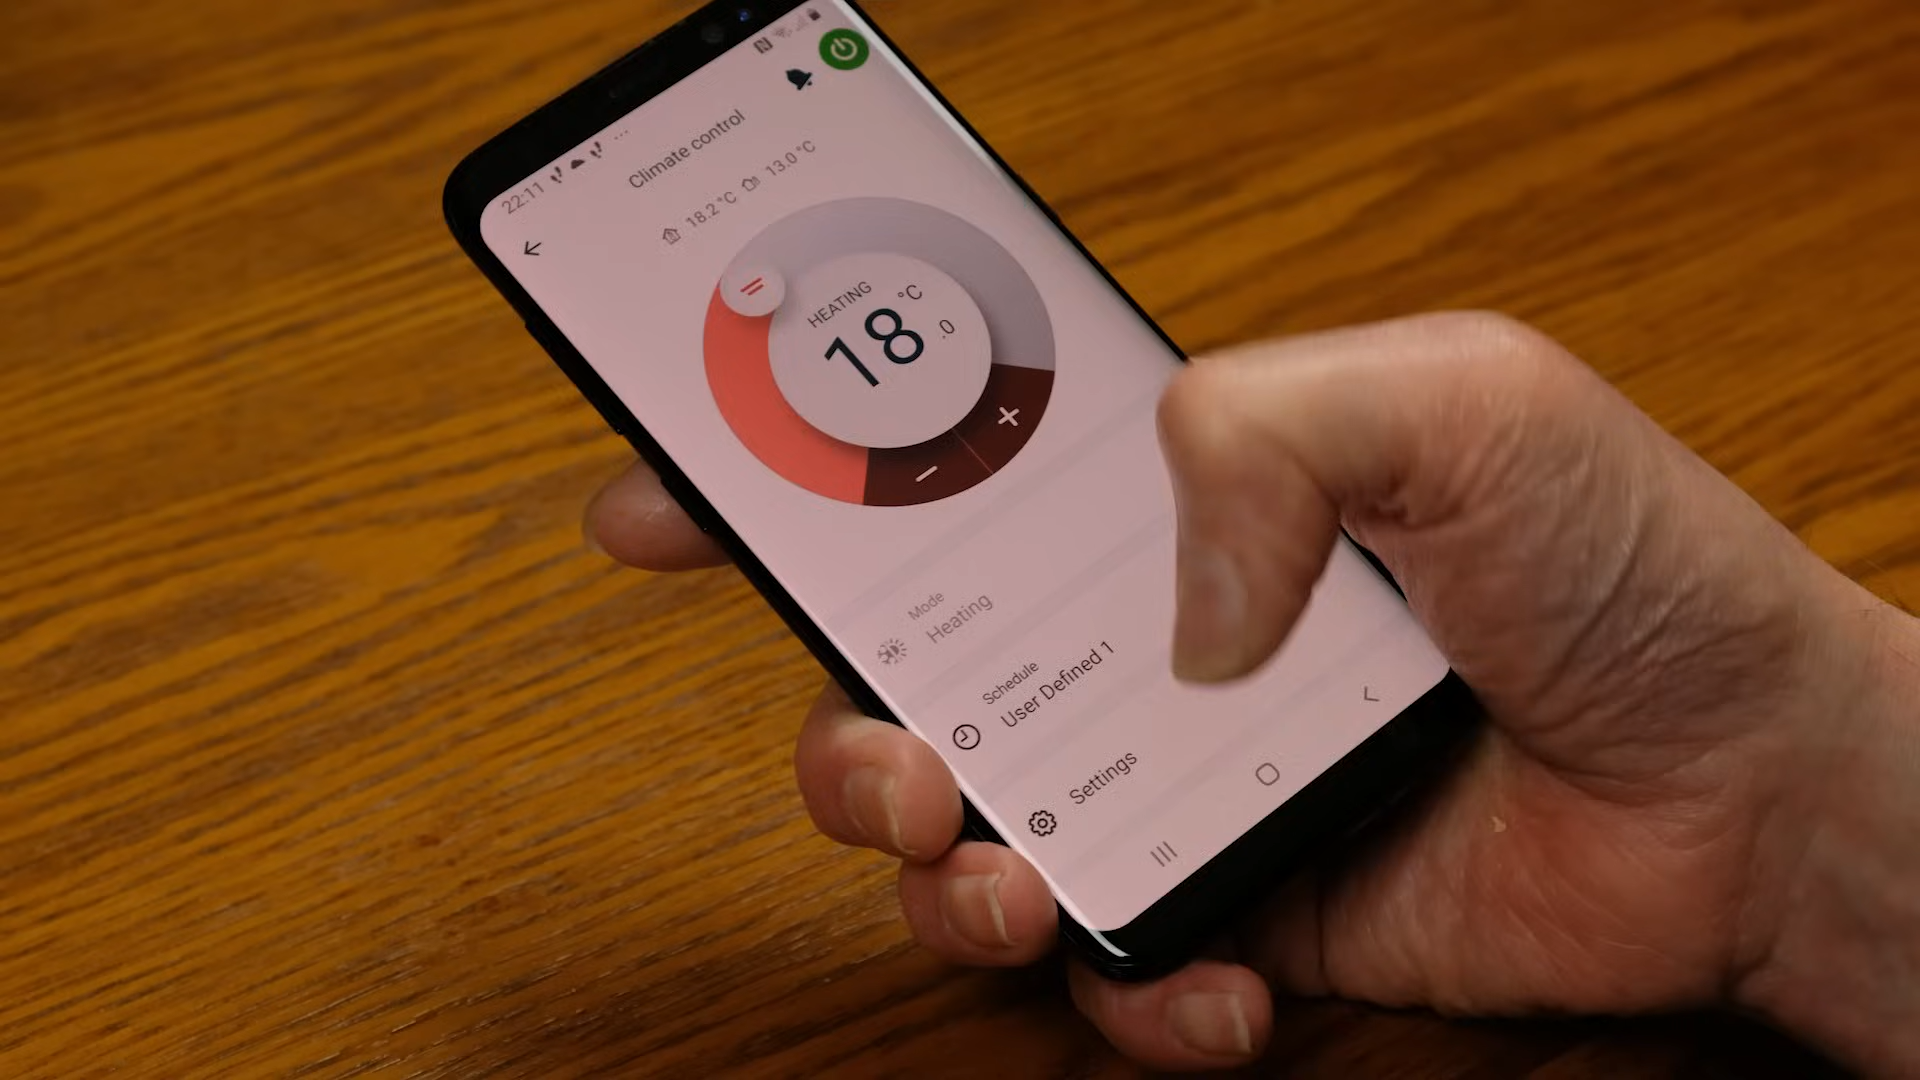 22:11
Climate control
18.2 °C 13.0 °C
HEATING
18.0 °C
Mode
Heating
Schedule
User Defined 1
Settings